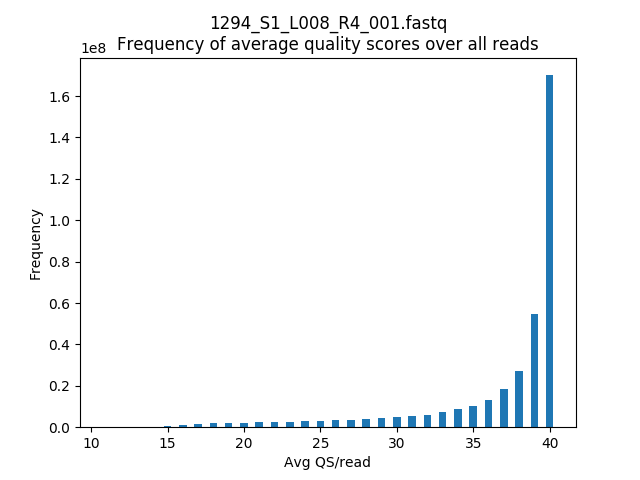 1294_S1_L008_R4_001.fastq
Frequency of average quality scores over all reads
1e8
1.6
1.4
1.2
1.0
0.8
0.6
0.4
0.2
0.0
Frequency
10 15 20 25 30 35 40
Avg QS/read